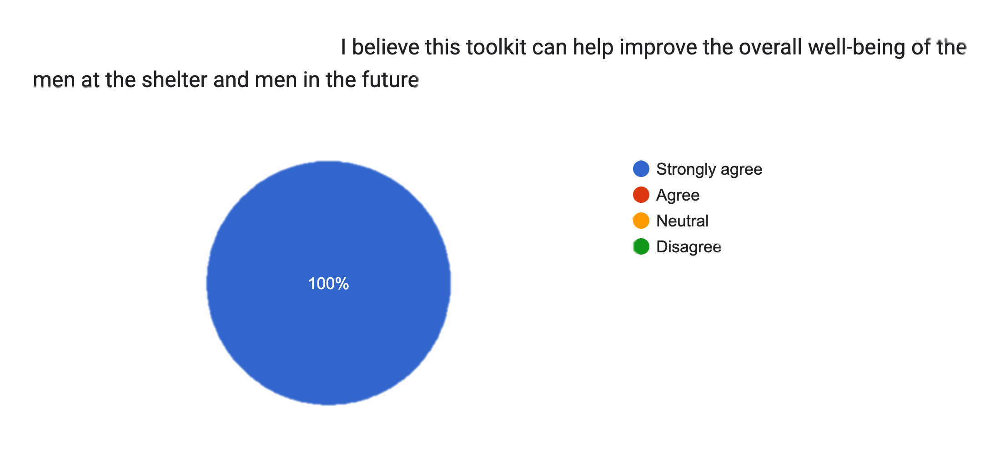 I believe this toolkit can help improve the overall well-being of the
men at the shelter and men in the future
Strongly agree
Agree
Neutral
Disagree
100%